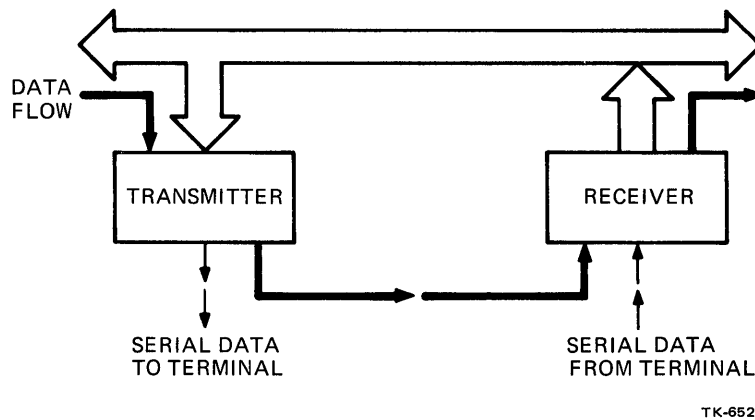 DATA
FLOW
TRANSMITTER
RECEIVER
SERIAL DATA
TO TERMINAL
SERIAL DATA
FROM TERMINAL
TK-652